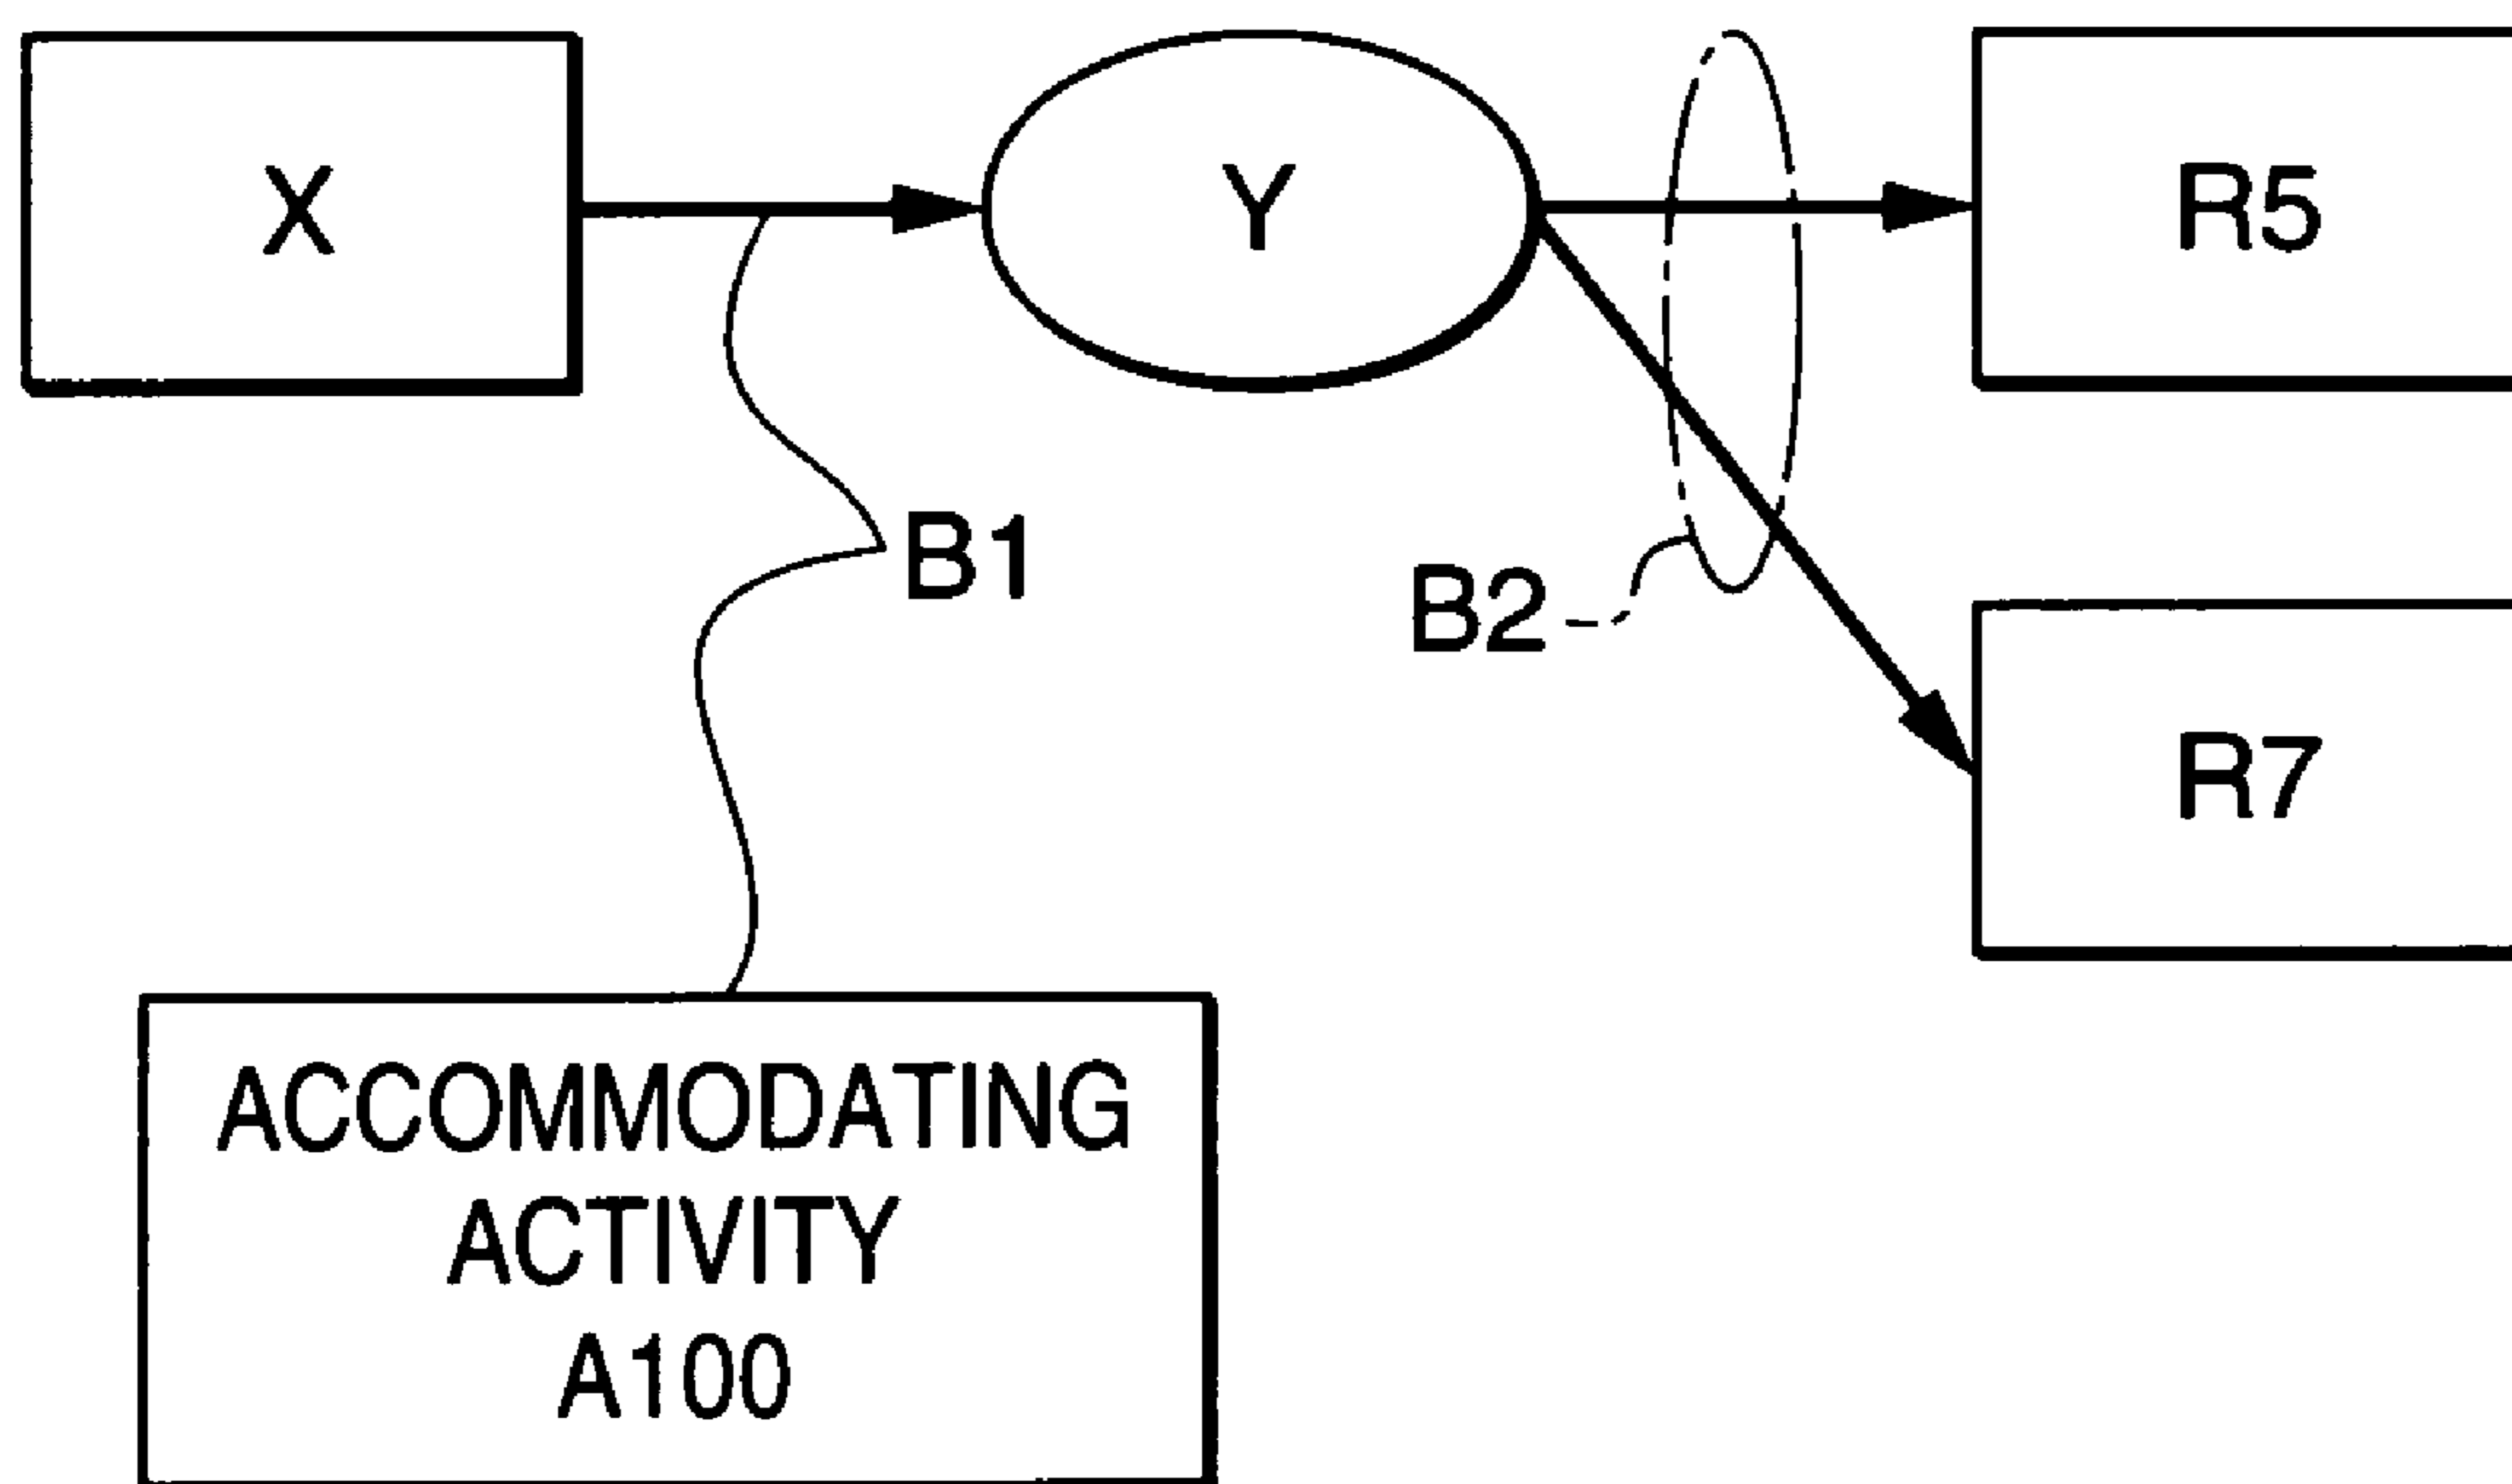 X
Y
R5
B1
B2
R7
ACCOMMODATING
ACTIVITY
A100